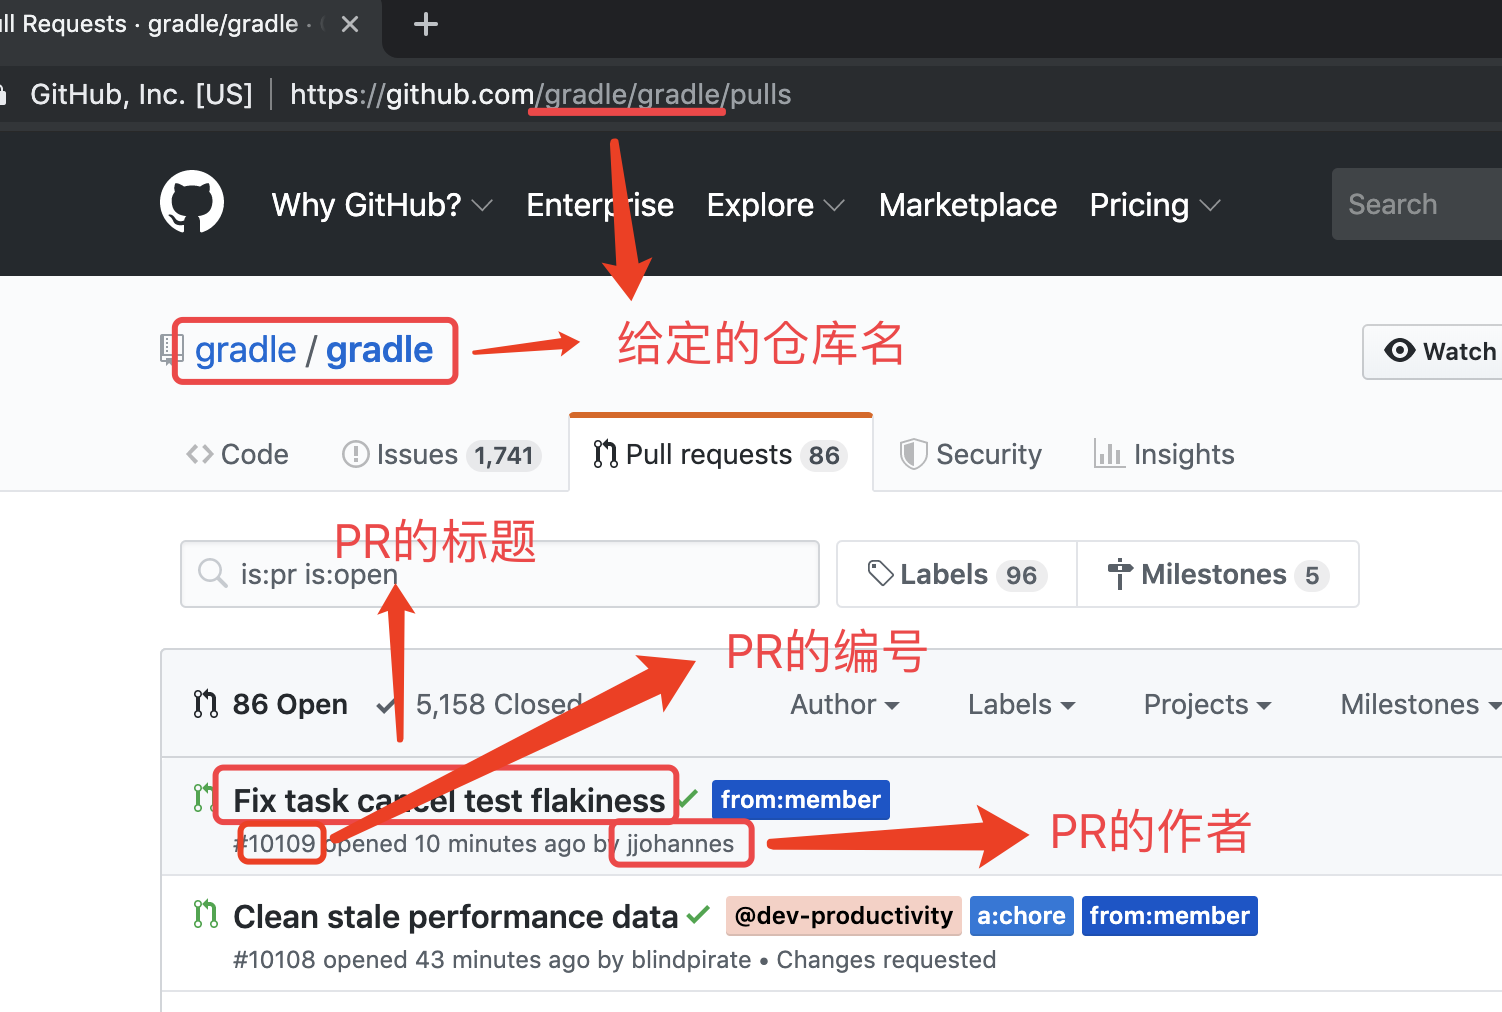 ll Requests · gradle/gradle ·
GitHub, Inc. [US] https://github.com/gradle/gradle/pulls
Why GitHub? Enterprise Explore Marketplace Pricing Search
gradle / gradle 给定的仓库名 Watch
Code Issues 1,741 Pull requests 86 Security Insights
PR的标题
is:pr is:open Labels 96 Milestones 5
PR的编号
86 Open 5,158 Closed Author Labels Projects Milestones
Fix task cancel test flakiness from:member
#10109 opened 10 minutes ago by jjohannes PR的作者
Clean stale performance data @dev-productivity a:chore from:member
#10108 opened 43 minutes ago by blindpirate • Changes requested